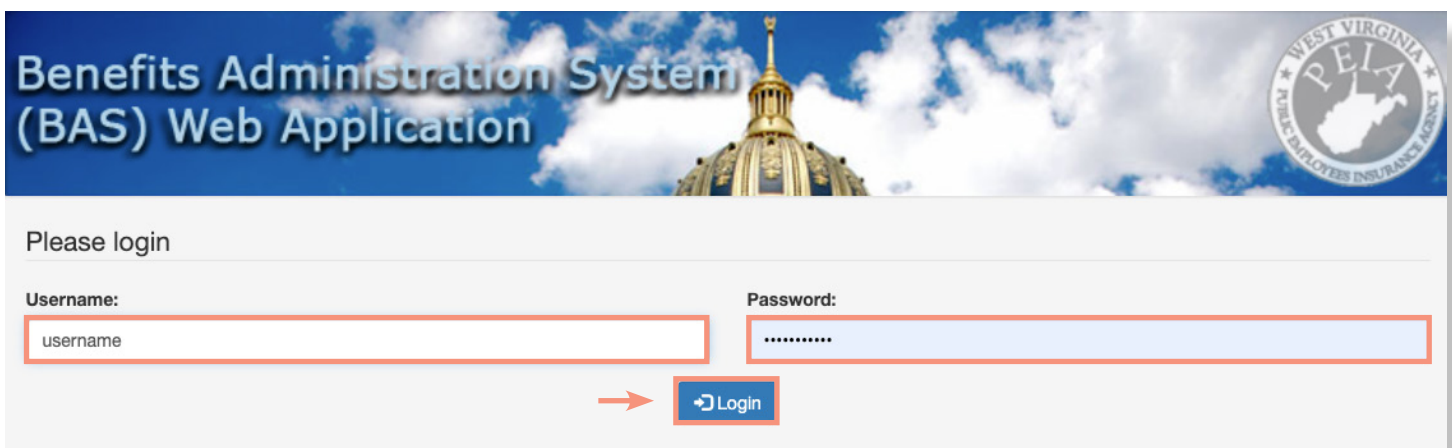 Benefits Administration System
(BAS) Web Application
WEST VIRGINIA
PEIA
PUBLIC EMPLOYEES INSURANCE AGENCY
Please login
Username:
Password:
username
•••••••••••
Login